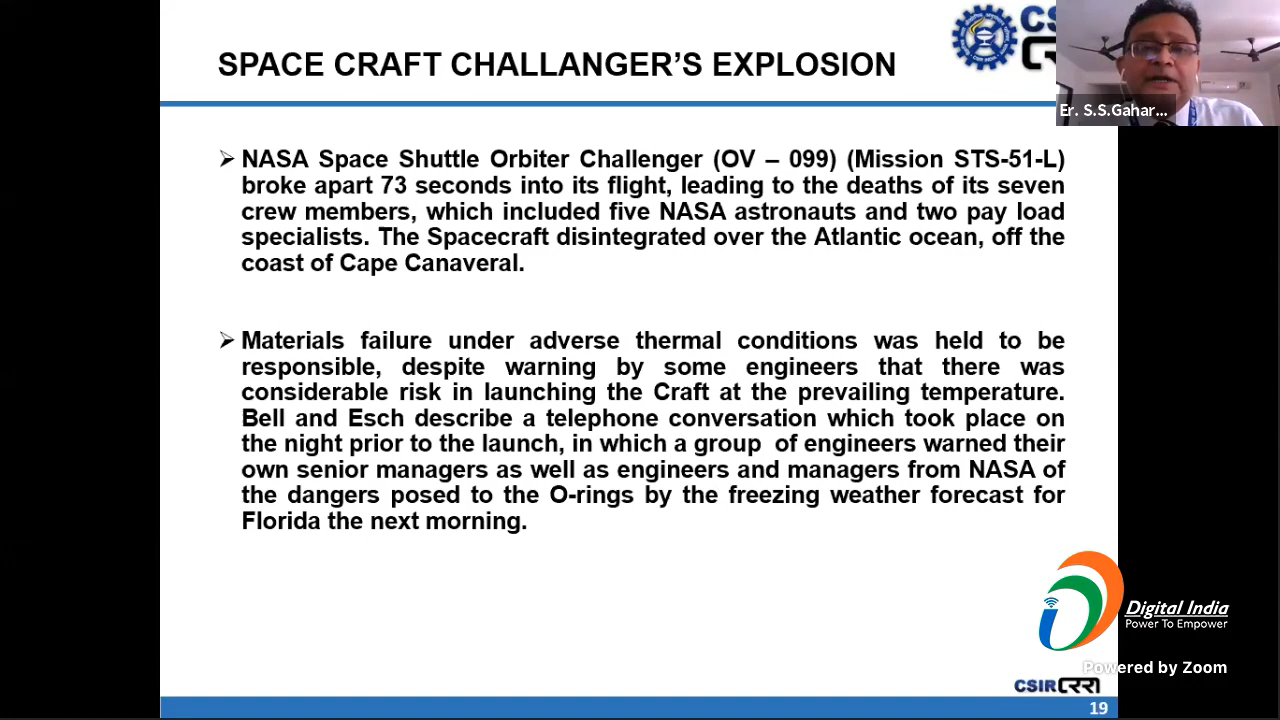 CS
SPACE CRAFT CHALLANGER'S EXPLOSION
Er. S.S.Gahar...
➢ NASA Space Shuttle Orbiter Challenger (OV – 099) (Mission STS-51-L)
broke apart 73 seconds into its flight, leading to the deaths of its seven
crew members, which included five NASA astronauts and two pay load
specialists. The Spacecraft disintegrated over the Atlantic ocean, off the
coast of Cape Canaveral.
➢ Materials failure under adverse thermal conditions was held to be
responsible, despite warning by some engineers that there was
considerable risk in launching the Craft at the prevailing temperature.
Bell and Esch describe a telephone conversation which took place on
the night prior to the launch, in which a group of engineers warned their
own senior managers as well as engineers and managers from NASA of
the dangers posed to the O-rings by the freezing weather forecast for
Florida the next morning.
Digital India
Power To Empower
Powered by Zoom
CSIR CRRI
19